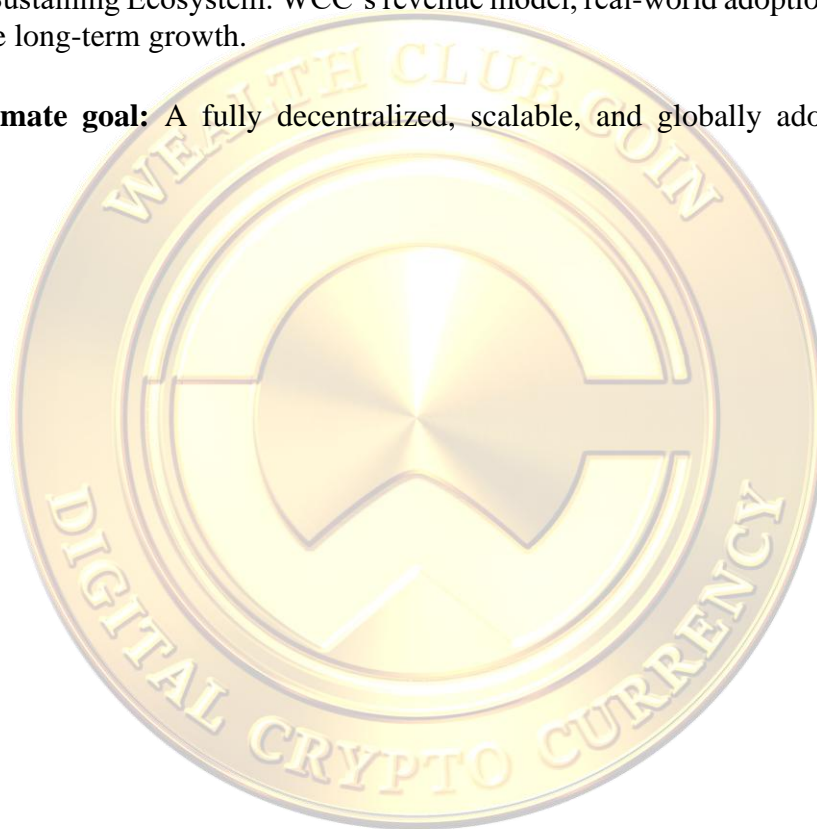 Sustaining Ecosystem: WCC's revenue model, real-world adoptio
e long-term growth.
mate goal: A fully decentralized, scalable, and globally ado
WEALTH CLUB COIN
DIGITAL CRYPTO CURRENCY